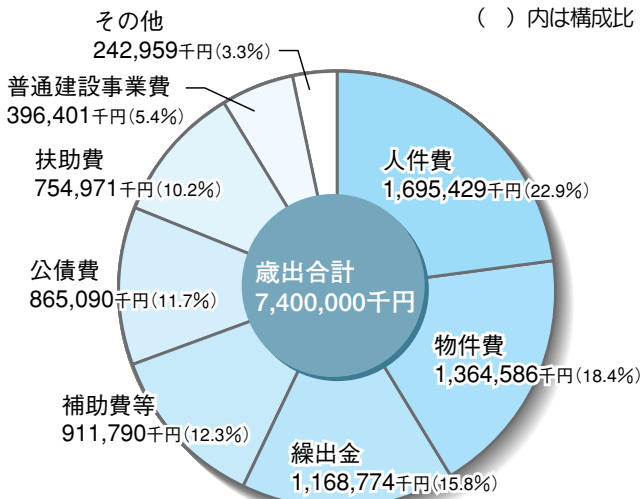 ( )内は構成比
その他
242,959千円(3.3%)
普通建設事業費
396,401千円(5.4%)
扶助費
754,971千円(10.2%)
公債費
865,090千円(11.7%)
補助費等
911,790千円(12.3%)
繰出金
1,168,774千円(15.8%)
物件費
1,364,586千円(18.4%)
人件費
1,695,429千円(22.9%)
歳出合計
7,400,000千円